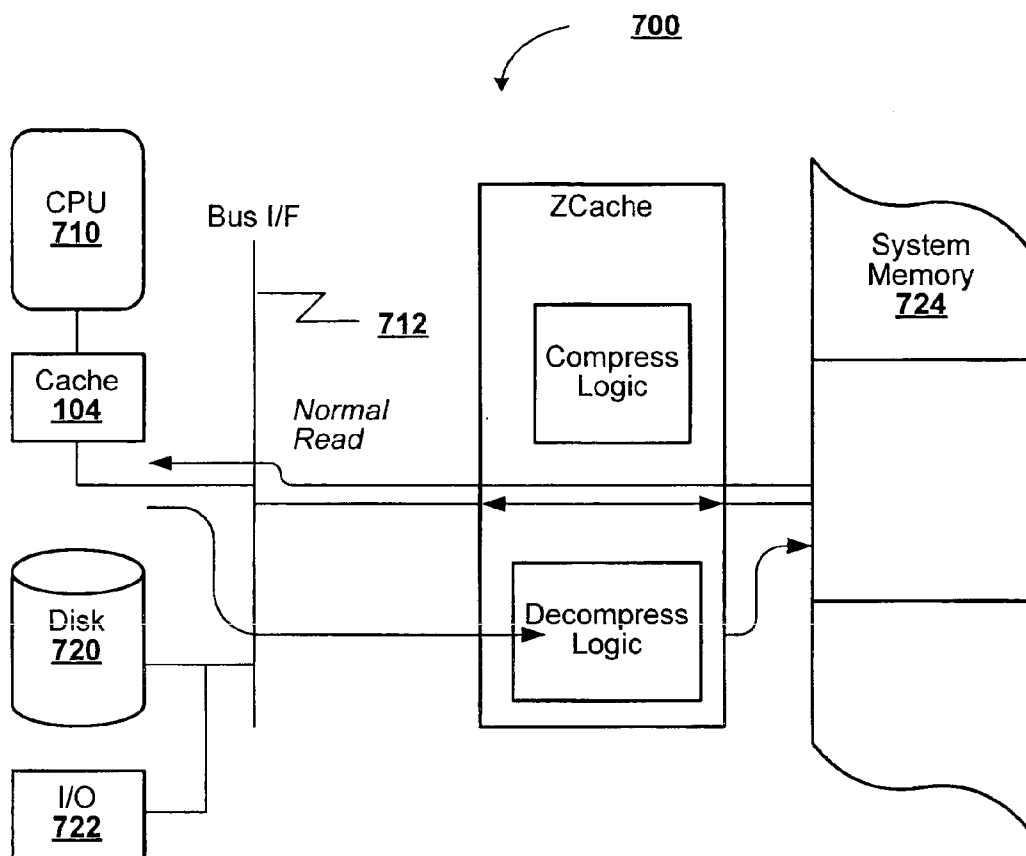 700
CPU
710
Bus I/F
ZCache
System
Memory
724
712
Compress
Logic
Cache
104
Normal
Read
Disk
720
Decompress
Logic
I/O
722